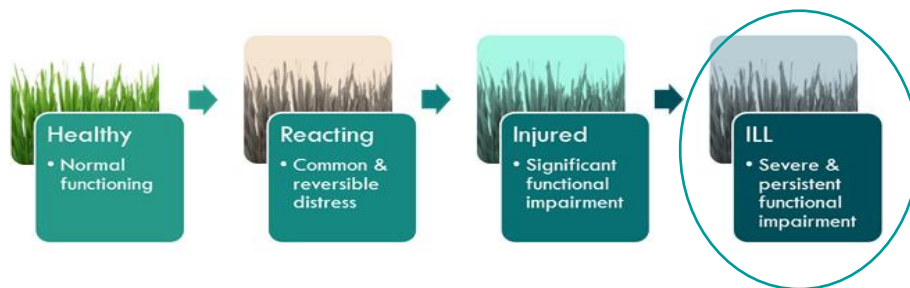 Healthy
• Normal
functioning
Reacting
• Common &
reversible
distress
Injured
• Significant
functional
impairment
ILL
• Severe &
persistent
functional
impairment